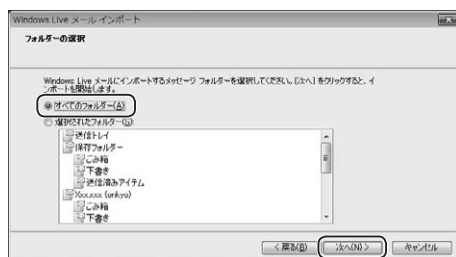 Windows Live メール インポート
フォルダーの選択
Windows Live メールにインポートするメッセージ フォルダーを選択してください。[次へ] をクリックすると、イ
ンポートを開始します。
すべてのフォルダー(A)
選択されたフォルダー(S):
送信トレイ
保存フォルダー
ごみ箱
下書き
送信済みアイテム
Xxxxxx (onkyo)
ごみ箱
下書き
< 戻る(B)
次へ(N) >
キャンセル